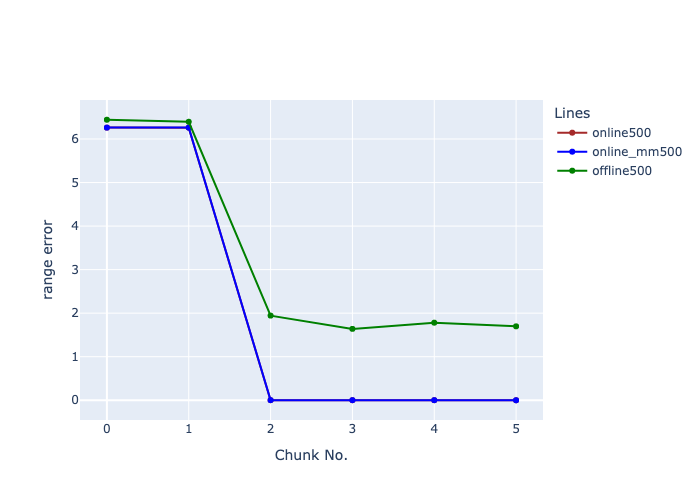 Lines
online500
online_mm500
offline500
range error
6
5
4
3
2
1
0
0 1 2 3 4 5
Chunk No.